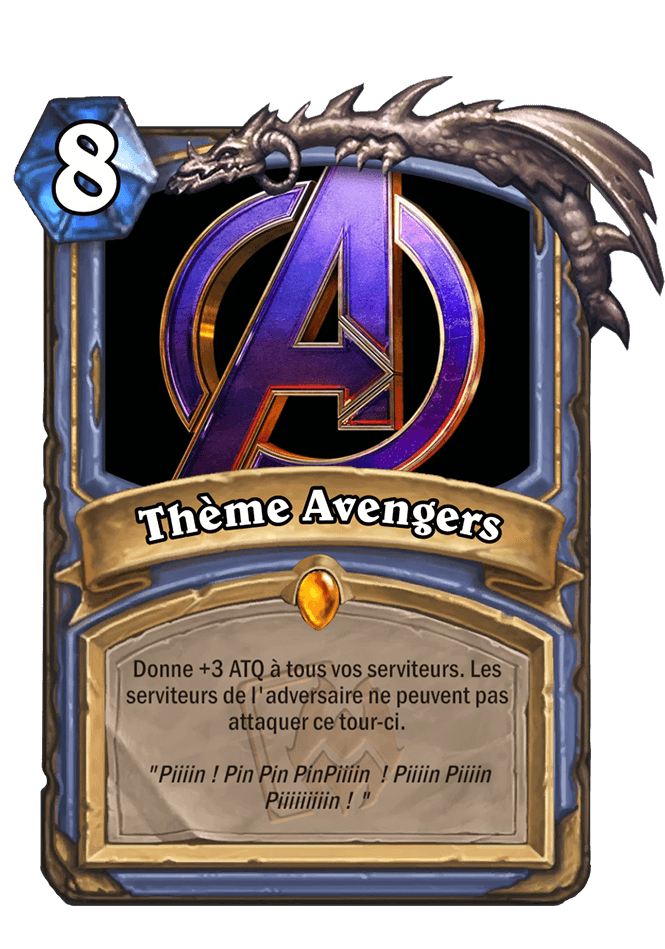 8
A
Thème Avengers
Donne +3 ATQ à tous vos serviteurs. Les
serviteurs de l'adversaire ne peuvent pas
attaquer ce tour-ci.
"Piiiin ! Pin Pin PinPiiiin  ! Piiiin Piiiin
Piiiiiiiiin ! "